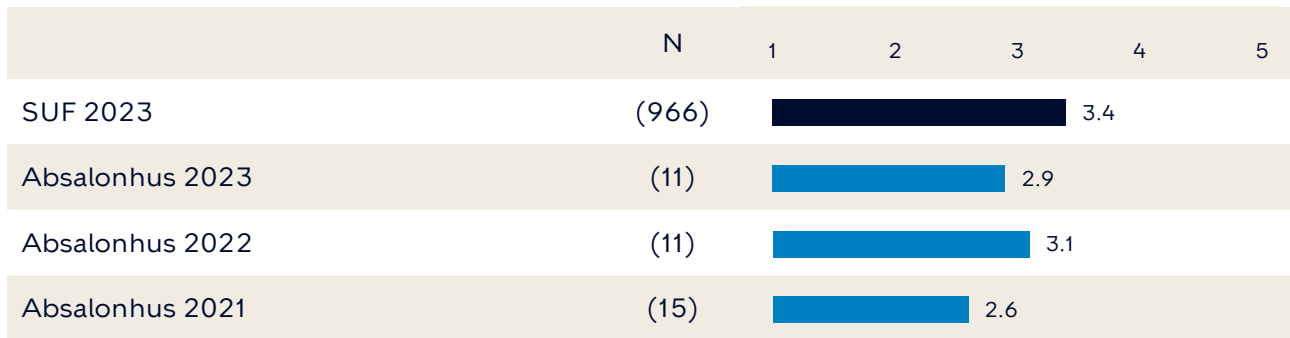 N 1 2 3 4 5
SUF 2023 (966) 3.4
Absalonhus 2023 (11) 2.9
Absalonhus 2022 (11) 3.1
Absalonhus 2021 (15) 2.6